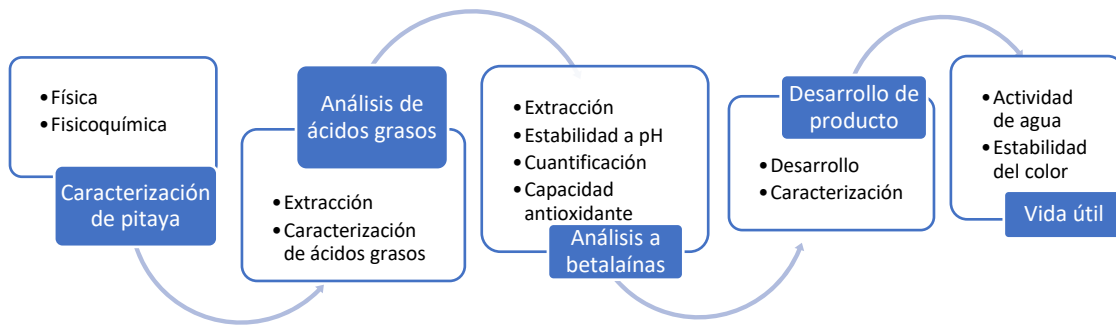 • Física
• Fisicoquímica
Caracterización
de pitaya
Análisis de
ácidos grasos
• Extracción
• Caracterización
de ácidos grasos
• Extracción
• Estabilidad a pH
• Cuantificación
• Capacidad
antioxidante
Análisis a
betalaínas
Desarrollo de
producto
• Desarrollo
• Caracterización
• Actividad
de agua
• Estabilidad
del color
Vida útil